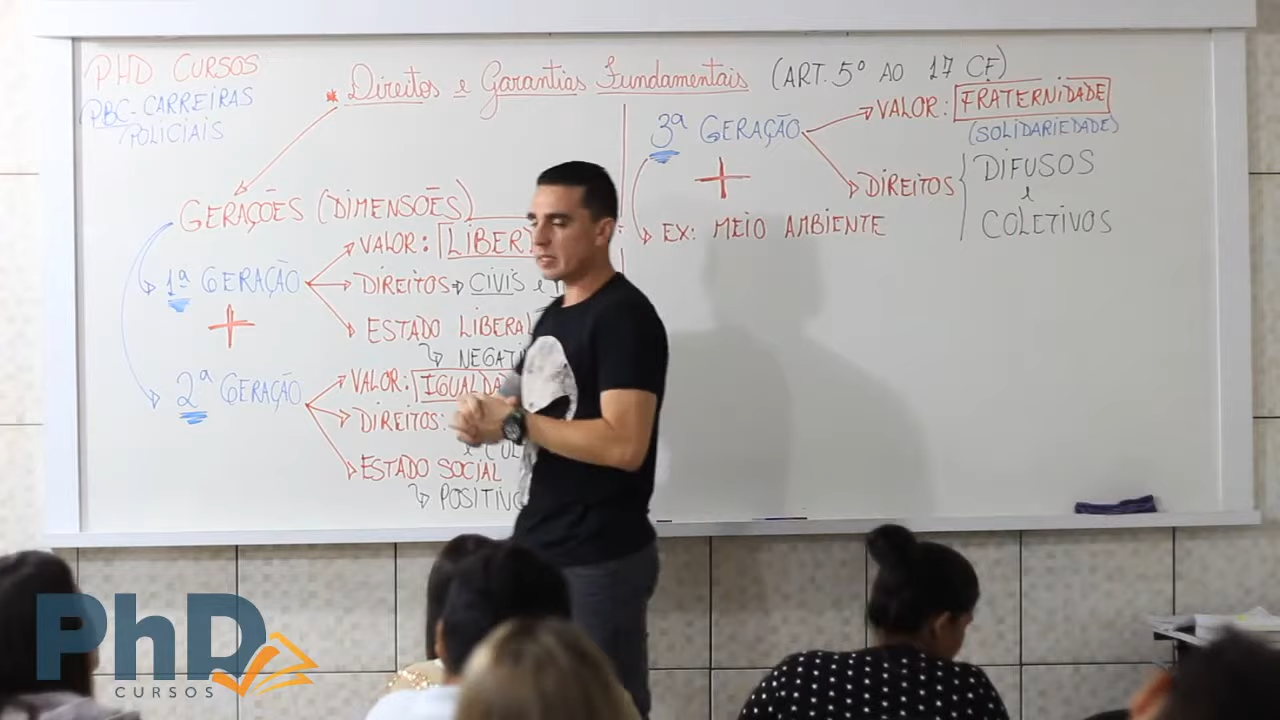 PHD CURSOS
PBC-CARREIRAS
POLICIAIS
* Direitos e Garantias Fundamentais (ART. 5º AO 17 CF)
GERAÇÕES (DIMENSÕES)
1ª GERAÇÃO
VALOR:
DIREITOS CIVIS e
ESTADO LIBERAL
+
2ª GERAÇÃO
VALOR:
DIREITOS:
e
ESTADO SOCIAL
3ª GERAÇÃO
VALOR: FRATERNIDADE
(SOLIDARIEDADE)
+
DIREITOS
DIFUSOS
e
COLETIVOS
EX: MEIO AMBIENTE
PhD
CURSOS